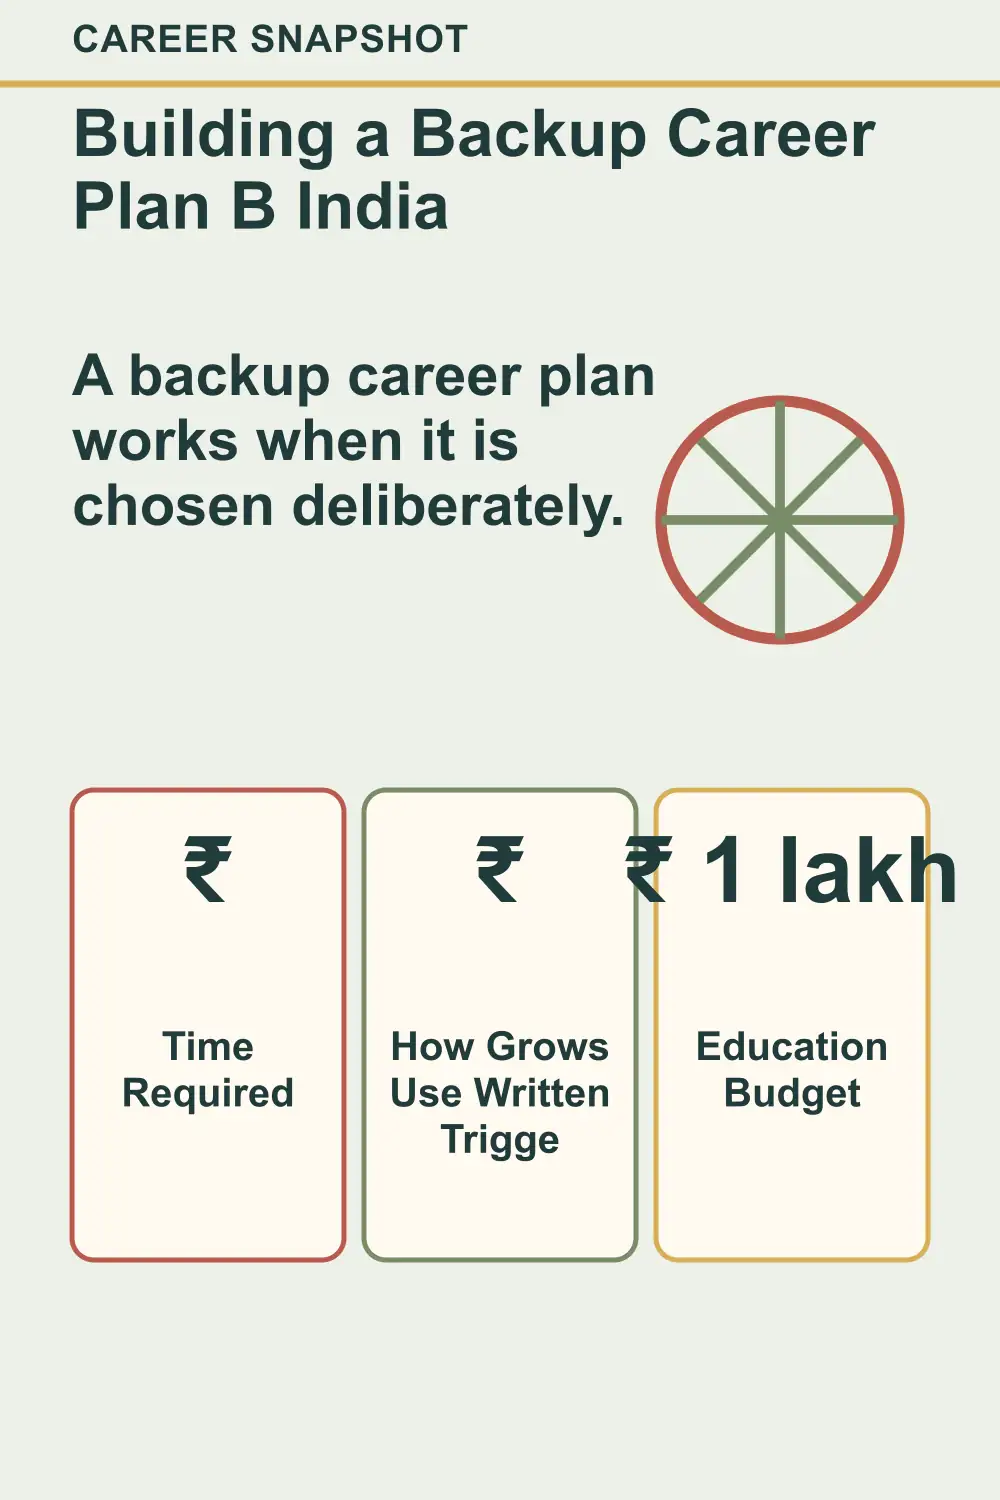 CAREER SNAPSHOT
Building a Backup Career
Plan B India
A backup career plan
works when it is
chosen deliberately.
₹
Time
Required
₹
How Grows
Use Written
Trigge
₹ 1 lakh
Education
Budget